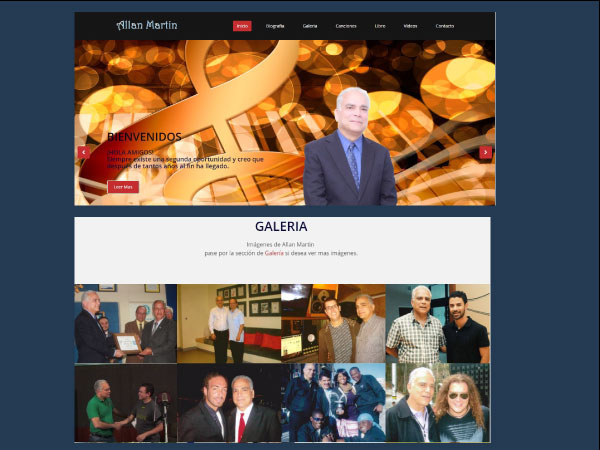 Allan Martin
Inicio Biografia Galeria Canciones Libro Videos Contacto
BIENVENIDOS
¡HOLA AMIGOS!
Siempre existe una segunda oportunidad y creo que
después de tantos años al fin ha llegado.
Leer Mas
GALERIA
Imágenes de Allan Martin
pase por la sección de Galería si desea ver mas imágenes.